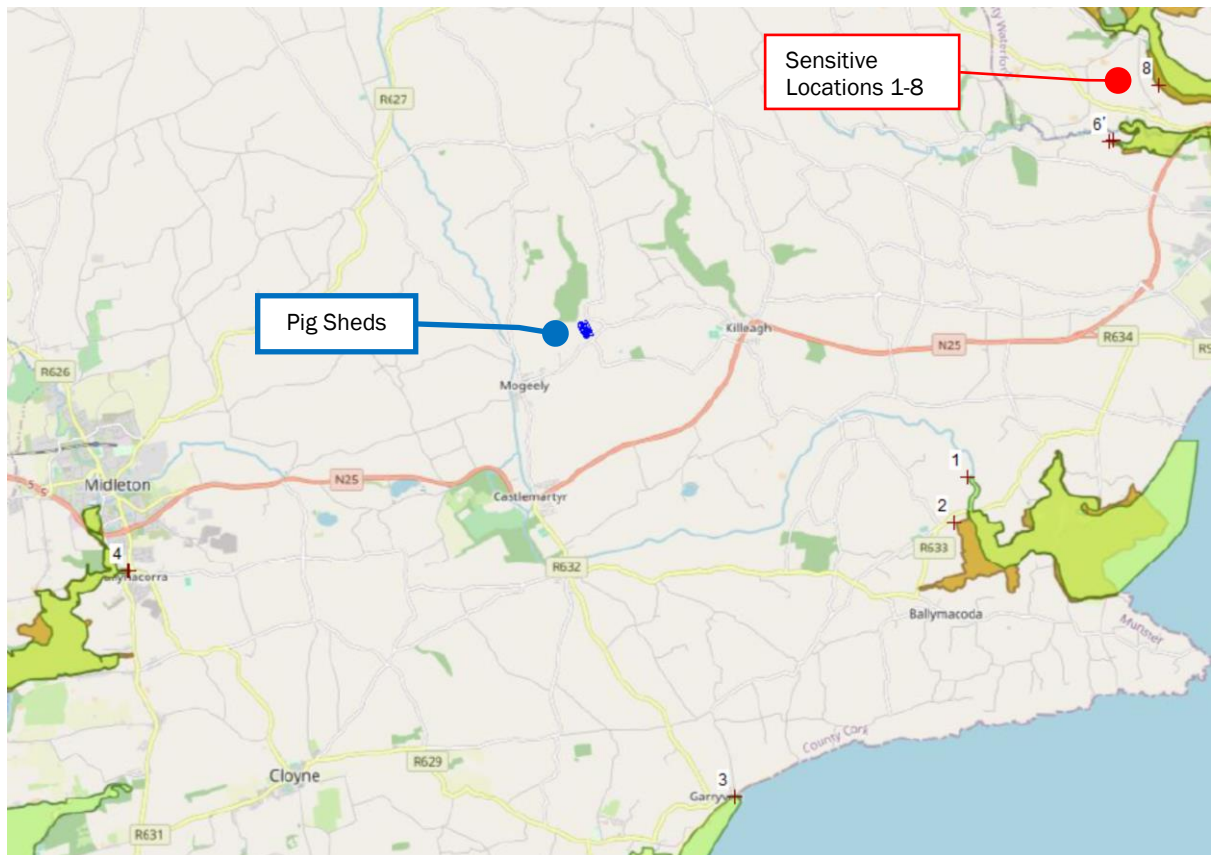 Sensitive
Locations 1-8
8
R627
6'
Pig Sheds
Killeagh
N25
R634
Mogeely
R626
Midleton
N25
Castlemartyr
1
2
R633
R632
4
Ballymacoda
Munster
County Cork
Cloyne
R629
3
R631